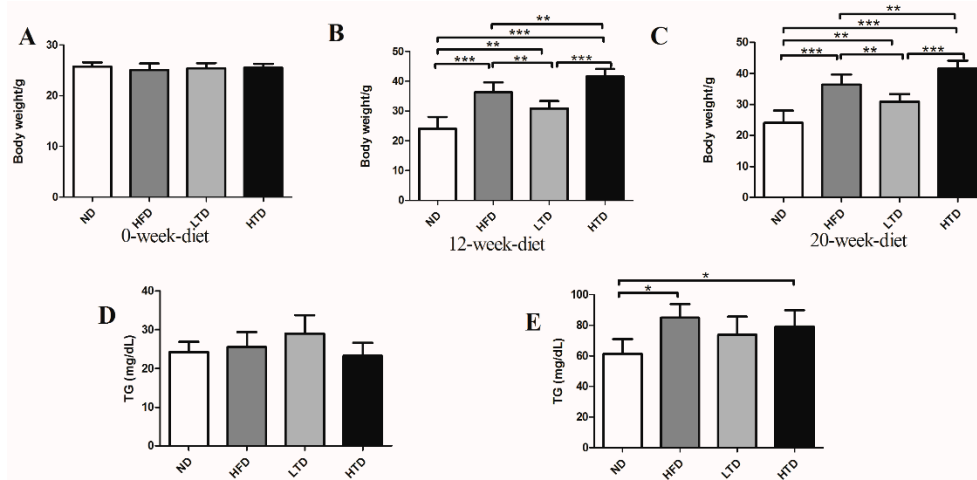 A
Body weight/g
30
20
10
0
ND
HFD
LTD
HTD
0-week-diet
B
**
***
**
***
**
***
Body weight/g
50
40
30
20
10
0
ND
HFD
LTD
HTD
12-week-diet
C
**
***
**
***
**
***
Body weight/g
50
40
30
20
10
0
ND
HFD
LTD
HTD
20-week-diet
D
TG (mg/dL)
40
30
20
10
0
ND
HFD
LTD
HTD
E
*
*
TG (mg/dL)
100
80
60
40
20
0
ND
HFD
LTD
HTD